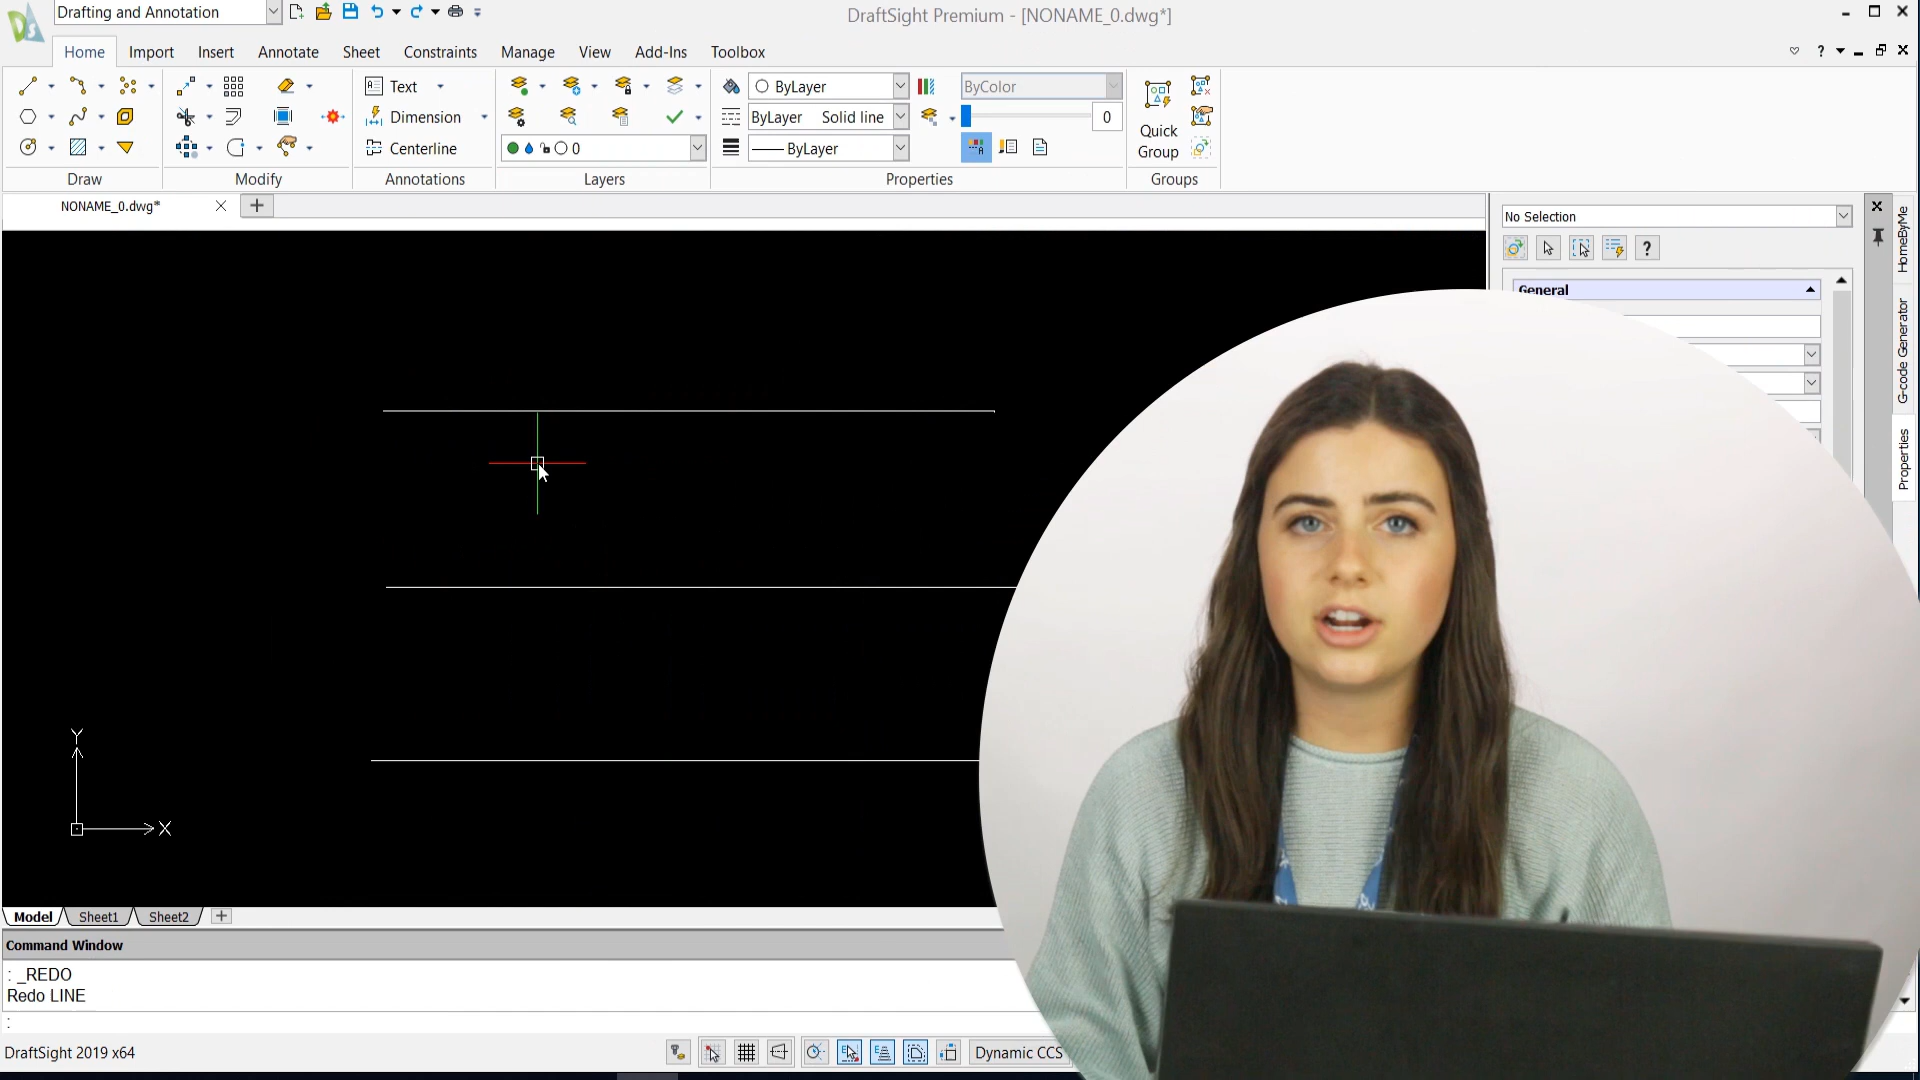 Drafting and Annotation
DraftSight Premium - [NONAME_0.dwg*]
Home Import Insert Annotate Sheet Constraints Manage View Add-Ins Toolbox
Text
Dimension
Centerline
0
ByLayer
ByLayer Solid line
ByLayer
ByColor
0
Quick
Group
Draw Modify Annotations Layers Properties Groups
NONAME_0.dwg*
No Selection
General
HomeByMe
G-code Generator
Properties
Y
X
Model Sheet1 Sheet2
Command Window
: _REDO
Redo LINE
:
DraftSight 2019 x64
Dynamic CCS